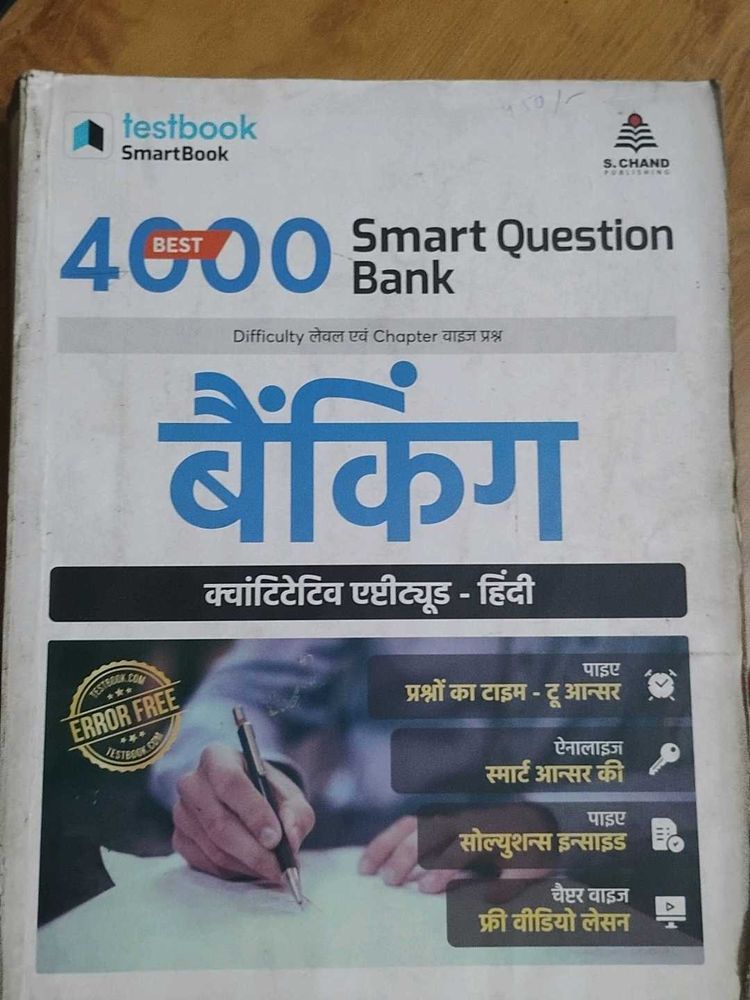 testbook
SmartBook
S. CHAND
PUBLISHING
4000
BEST
Smart Question
Bank
Difficulty लेवल एवं Chapter वाइज प्रश्न
बैंकिंग
क्वांटिटेटिव एप्टीट्यूड - हिंदी
TESTBOOK.COM
ERROR FREE
TESTBOOK.COM
पाइए
प्रश्नों का टाइम - टू आन्सर
ऐनालाइज
स्मार्ट आन्सर की
पाइए
सोल्युशन्स इन्साइड
चैप्टर वाइज
फ्री वीडियो लेसन